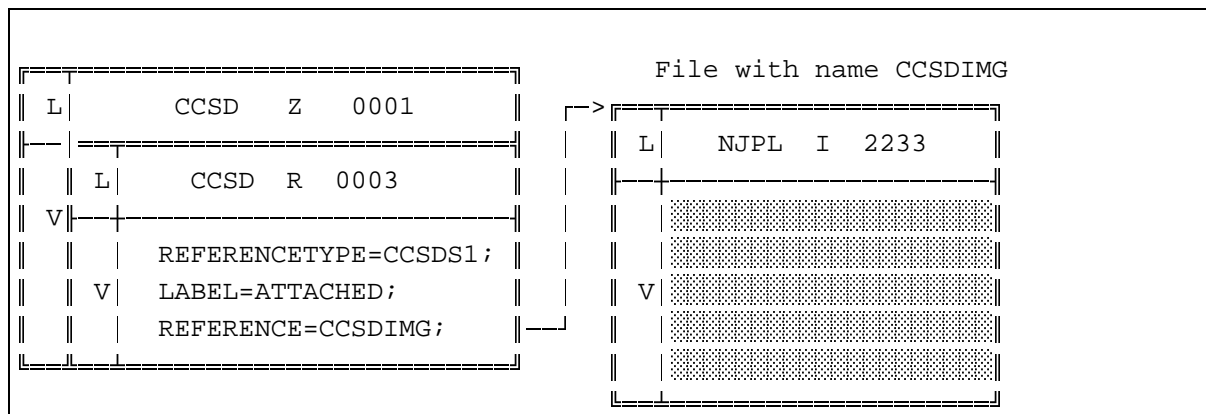 File with name CCSDIMG
L CCSD Z 0001
L NJPL I 2233
L CCSD R 0003
V
REFERENCETYPE=CCSDS1;
V LABEL=ATTACHED;
V
REFERENCE=CCSDIMG;